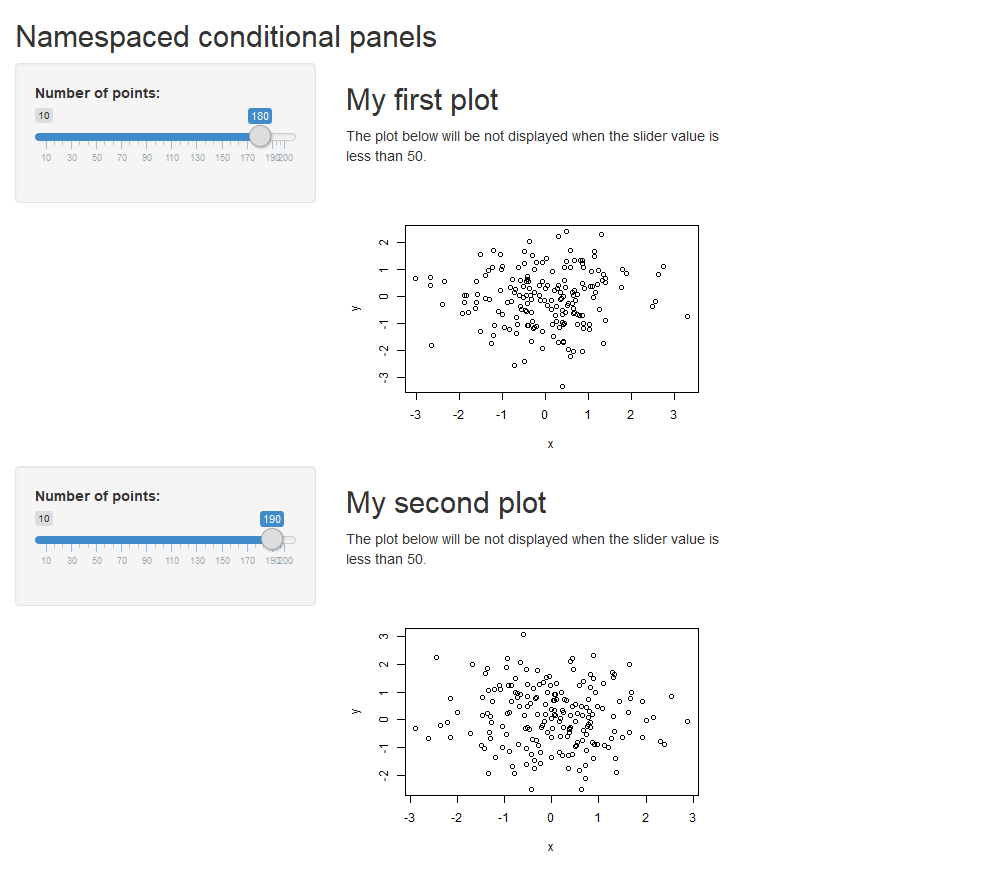 Namespaced conditional panels
Number of points:
10 180
10 30 50 70 90 110 130 150 170 190 200
My first plot
The plot below will be not displayed when the slider value is
less than 50.
2
1
0
-1
-2
-3
y
-3 -2 -1 0 1 2 3
x
Number of points:
10 190
10 30 50 70 90 110 130 150 170 190 200
My second plot
The plot below will be not displayed when the slider value is
less than 50.
3
2
1
0
-1
-2
y
-3 -2 -1 0 1 2 3
x